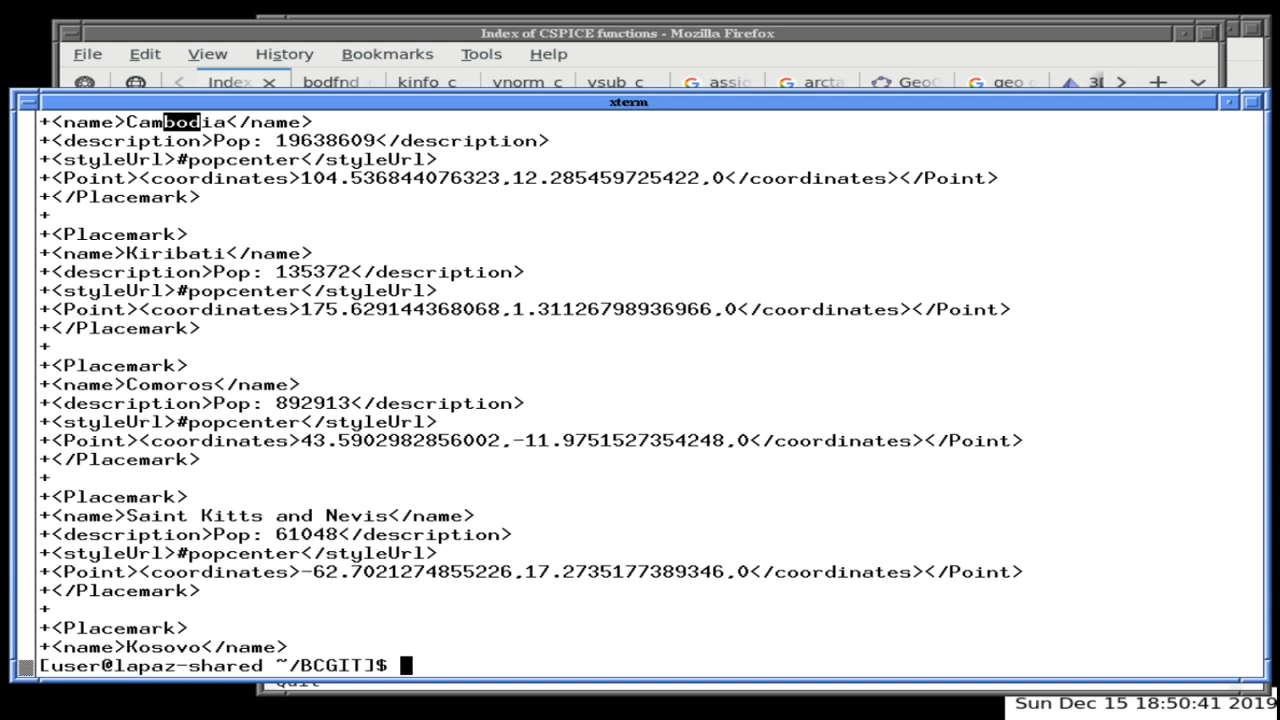 Index of CSPICE functions - Mozilla Firefox
File Edit View History Bookmarks Tools Help
Index bodfnd kinfo_c vnorm_c vsub_c assig arcta GeoC geo c 3D
xterm
+<name>Cambodia</name>
+<description>Pop: 19638609</description>
+<styleUrl>#popcenter</styleUrl>
+<Point><coordinates>104.536844076323,12.285459725422,0</coordinates></Point>
+</Placemark>
+
+<Placemark>
+<name>Kiribati</name>
+<description>Pop: 135372</description>
+<styleUrl>#popcenter</styleUrl>
+<Point><coordinates>175.629144368068,1.31126798936966,0</coordinates></Point>
+</Placemark>
+
+<Placemark>
+<name>Comoros</name>
+<description>Pop: 892913</description>
+<styleUrl>#popcenter</styleUrl>
+<Point><coordinates>43.5902982856002,-11.9751527354248,0</coordinates></Point>
+</Placemark>
+
+<Placemark>
+<name>Saint Kitts and Nevis</name>
+<description>Pop: 61048</description>
+<styleUrl>#popcenter</styleUrl>
+<Point><coordinates>-62.7021274855226,17.2735177389346,0</coordinates></Point>
+</Placemark>
+
+<Placemark>
+<name>Kosovo</name>
[user@lapaz-shared ~/BCGIT]$
Quit
Sun Dec 15 18:50:41 2019